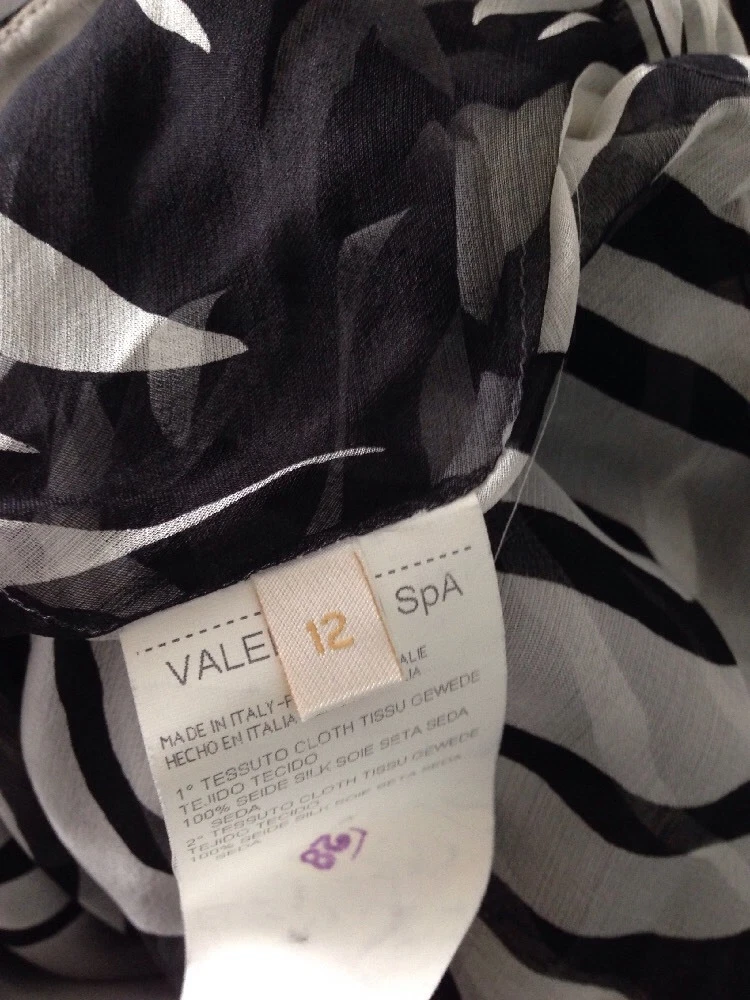 VALE SpA
12
MADE IN ITALY-F ALIE
HECHO EN ITALIA IA
1° TESSUTO CLOTH TISSU GEWEDE
TEJIDO TECIDO
100% SEIDE SILK SOIE SETA SEDA
SEDA
2° TESSUTO CLOTH TISSU GEWEDE
TEJIDO TECIDO
100% SEIDE SILK SOIE SETA SEDA
SEDA
28